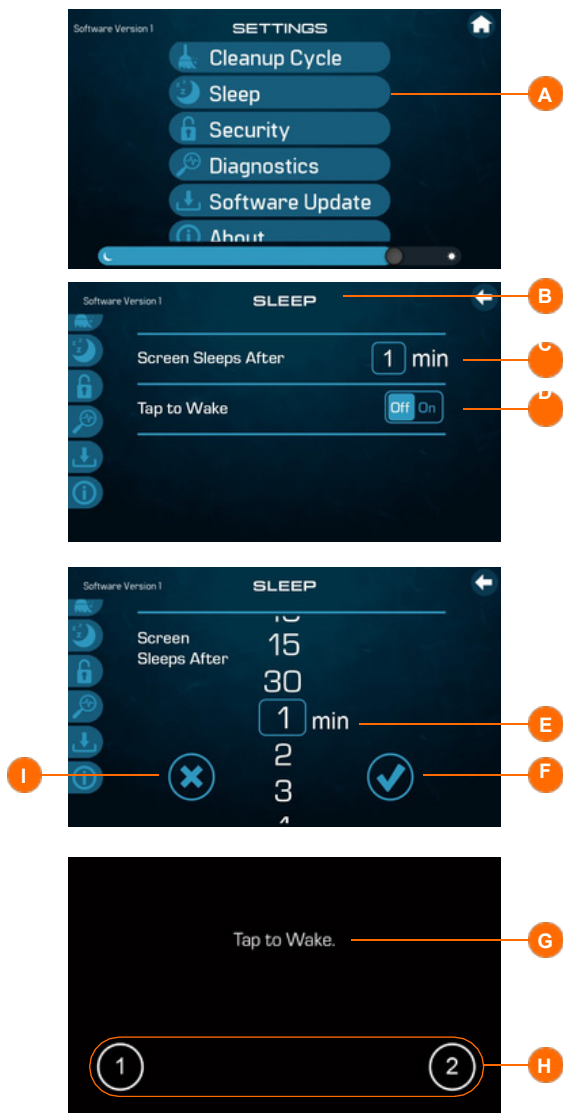 Software Version 1
SETTINGS
Cleanup Cycle
Sleep
A
Security
Diagnostics
Software Update
About
Software Version 1
SLEEP
B
Screen Sleeps After
1 min
C
Tap to Wake
Off On
D
Software Version 1
SLEEP
Screen
Sleeps After
15
30
1 min
E
2
I
F
3
Tap to Wake.
G
1
2
H